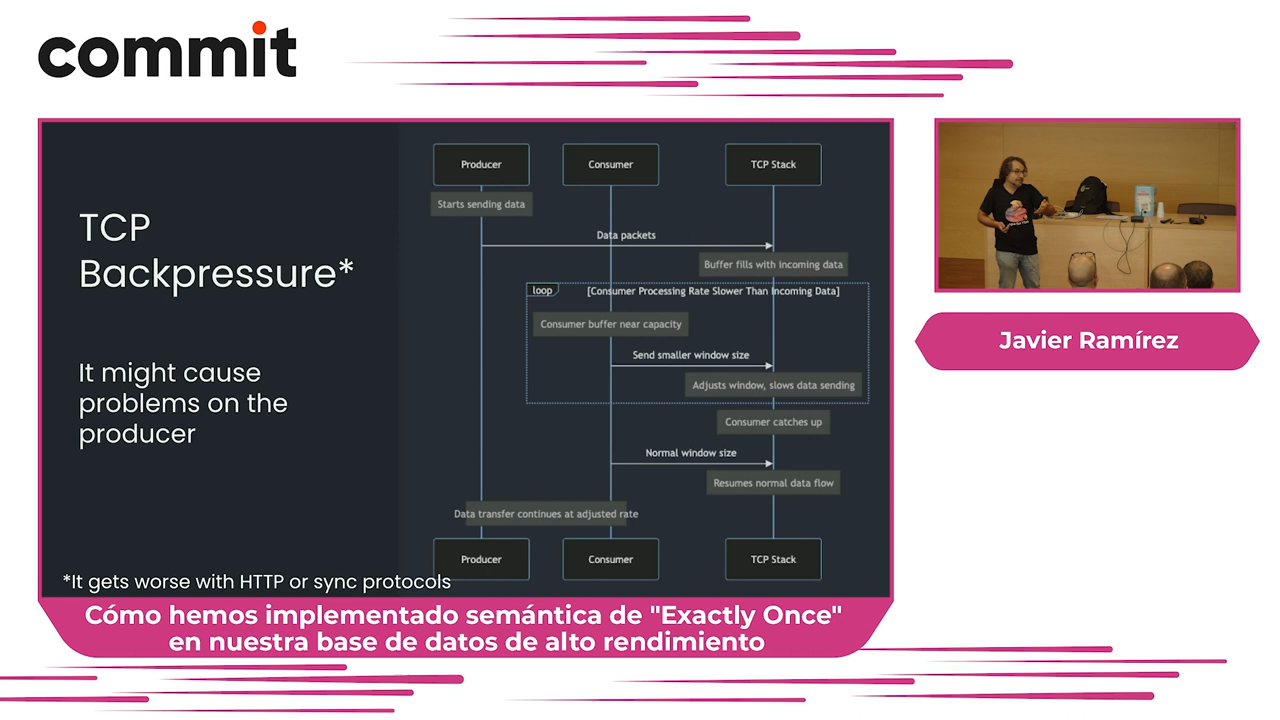 commit
TCP
Backpressure*
It might cause
problems on the
producer
Producer
Consumer
TCP Stack
Starts sending data
Data packets
Buffer fills with incoming data
loop
[Consumer Processing Rate Slower Than Incoming Data]
Consumer buffer near capacity
Send smaller window size
Adjusts window, slows data sending
Consumer catches up
Normal window size
Resumes normal data flow
Data transfer continues at adjusted rate
Producer
Consumer
TCP Stack
*It gets worse with HTTP or sync protocols
Javier Ramírez
Cómo hemos implementado semántica de "Exactly Once"
en nuestra base de datos de alto rendimiento